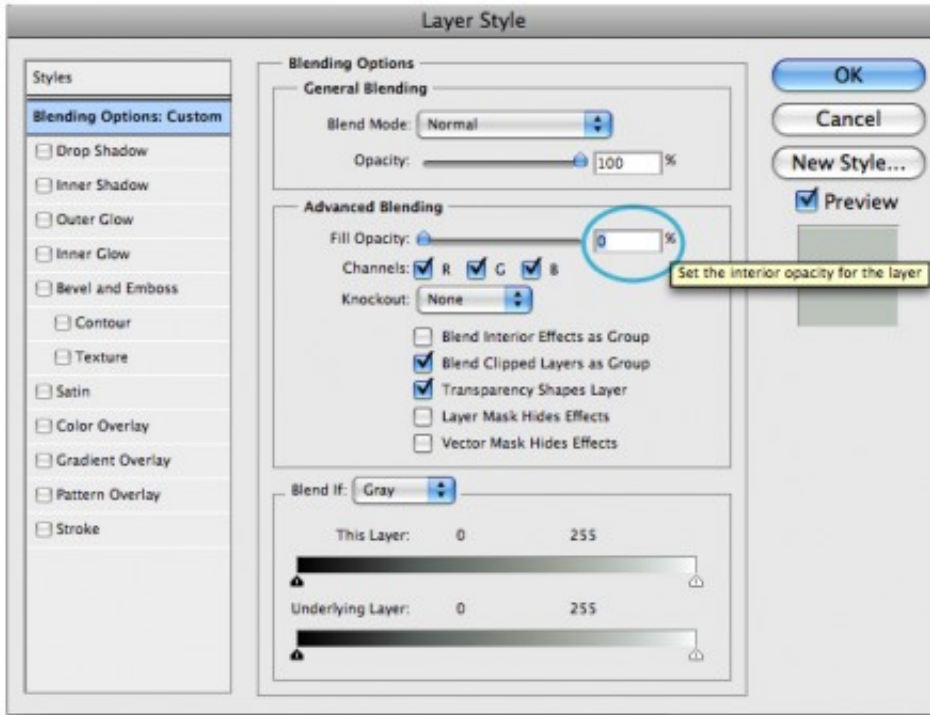 Layer Style
Styles
Blending Options: Custom
Drop Shadow
Inner Shadow
Outer Glow
Inner Glow
Bevel and Emboss
Contour
Texture
Satin
Color Overlay
Gradient Overlay
Pattern Overlay
Stroke
Blending Options
General Blending
Blend Mode: Normal
Opacity: 100 %
Advanced Blending
Fill Opacity: 0 %
Channels: R G B
Knockout: None
Blend Interior Effects as Group
Blend Clipped Layers as Group
Transparency Shapes Layer
Layer Mask Hides Effects
Vector Mask Hides Effects
Blend If: Gray
This Layer: 0 255
Underlying Layer: 0 255
OK
Cancel
New Style...
Preview
Set the interior opacity for the layer